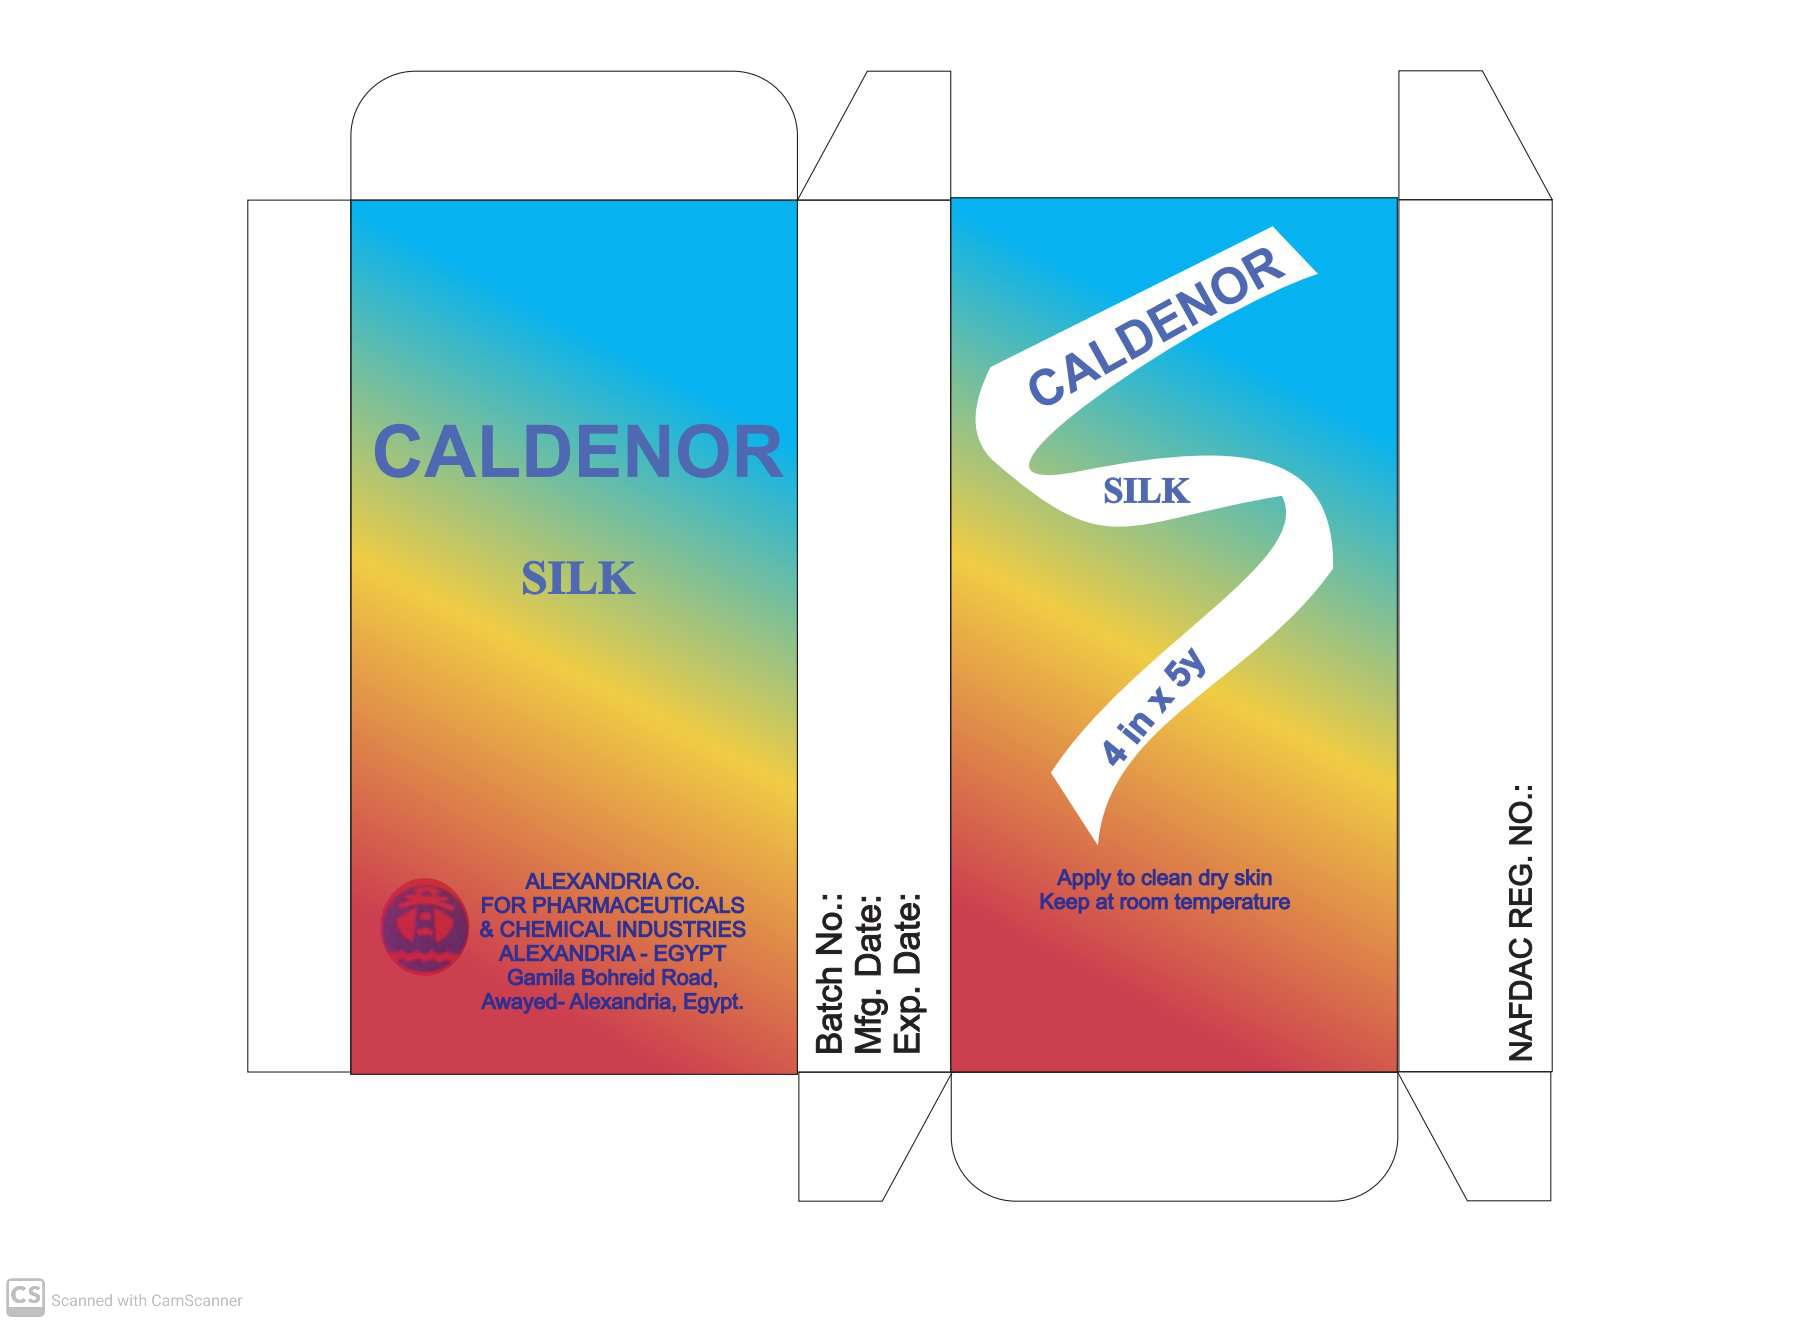 CALDENOR
SILK
ALEXANDRIA Co.
FOR PHARMACEUTICALS
& CHEMICAL INDUSTRIES
ALEXANDRIA - EGYPT
Gamila Bohreid Road,
Awayed- Alexandria, Egypt.
Batch No.:
Mfg. Date:
Exp. Date:
CALDENOR
SILK
4 in x 5y
Apply to clean dry skin
Keep at room temperature
NAFDAC REG. NO.:
CS Scanned with CamScanner